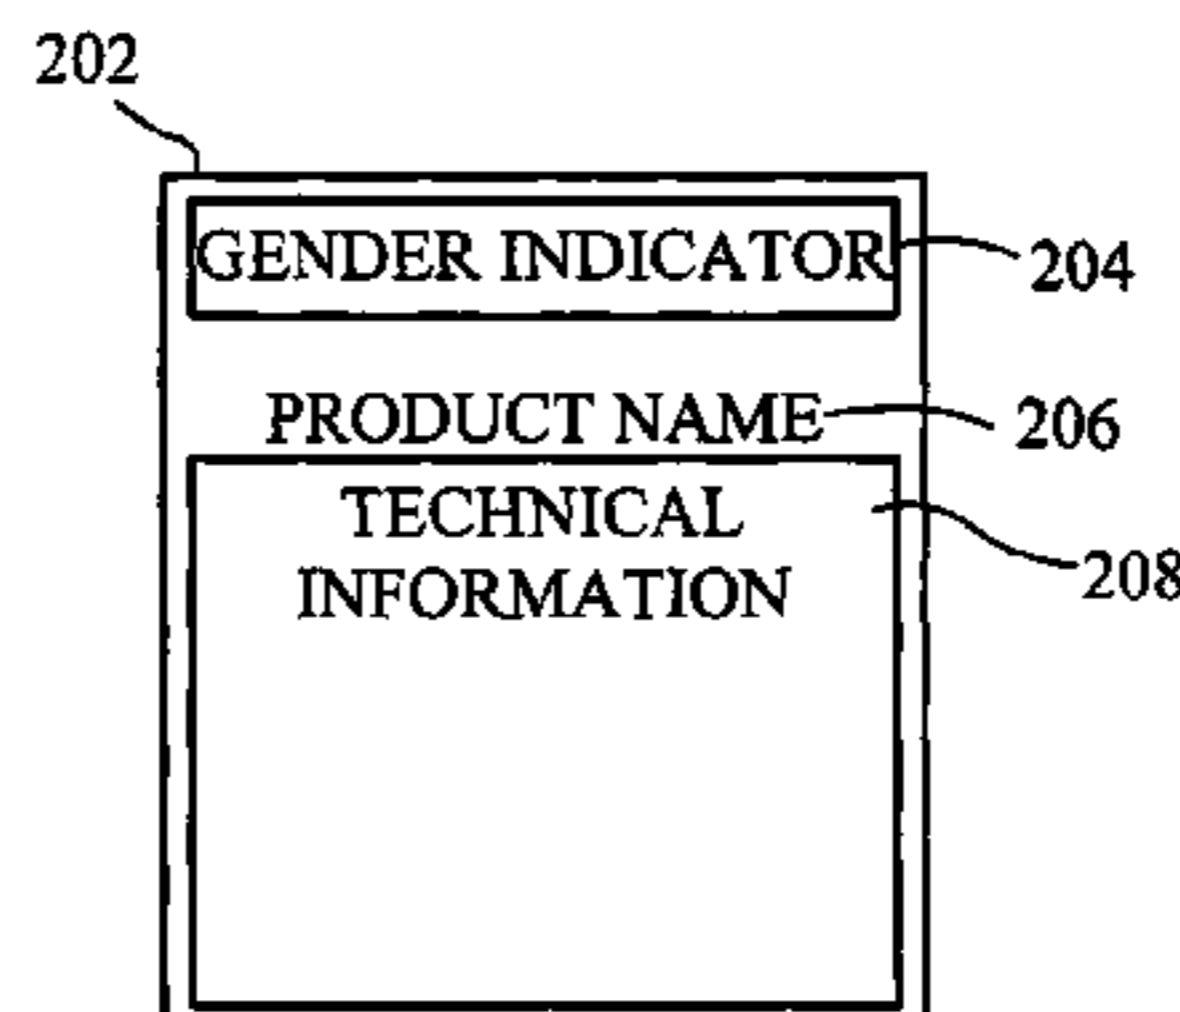 202
GENDER INDICATOR
204
PRODUCT NAME
206
TECHNICAL
INFORMATION
208